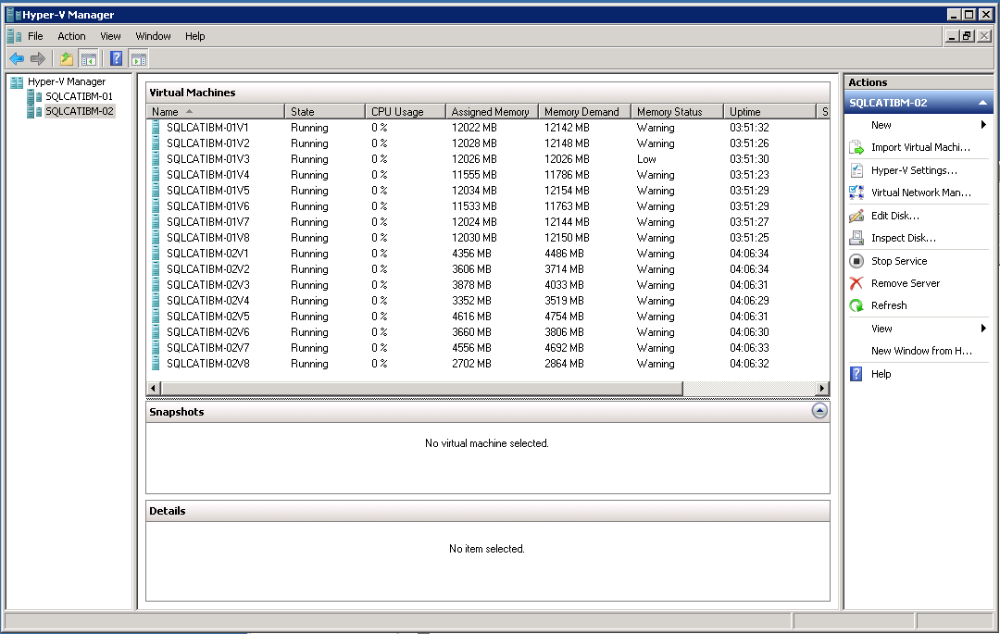 Hyper-V Manager
File Action View Window Help
Hyper-V Manager
SQLCATIBM-01
SQLCATIBM-02
Virtual Machines
Name State CPU Usage Assigned Memory Memory Demand Memory Status Uptime S
SQLCATIBM-01V1 Running 0 % 12022 MB 12142 MB Warning 03:51:32
SQLCATIBM-01V2 Running 0 % 12028 MB 12148 MB Warning 03:51:26
SQLCATIBM-01V3 Running 0 % 12026 MB 12026 MB Low 03:51:30
SQLCATIBM-01V4 Running 0 % 11555 MB 11786 MB Warning 03:51:23
SQLCATIBM-01V5 Running 0 % 12034 MB 12154 MB Warning 03:51:29
SQLCATIBM-01V6 Running 0 % 11533 MB 11763 MB Warning 03:51:29
SQLCATIBM-01V7 Running 0 % 12024 MB 12144 MB Warning 03:51:27
SQLCATIBM-01V8 Running 0 % 12030 MB 12150 MB Warning 03:51:25
SQLCATIBM-02V1 Running 0 % 4356 MB 4486 MB Warning 04:06:34
SQLCATIBM-02V2 Running 0 % 3606 MB 3714 MB Warning 04:06:34
SQLCATIBM-02V3 Running 0 % 3878 MB 4033 MB Warning 04:06:31
SQLCATIBM-02V4 Running 0 % 3352 MB 3519 MB Warning 04:06:29
SQLCATIBM-02V5 Running 0 % 4616 MB 4754 MB Warning 04:06:31
SQLCATIBM-02V6 Running 0 % 3660 MB 3806 MB Warning 04:06:30
SQLCATIBM-02V7 Running 0 % 4556 MB 4692 MB Warning 04:06:33
SQLCATIBM-02V8 Running 0 % 2702 MB 2864 MB Warning 04:06:32
Snapshots
No virtual machine selected.
Details
No item selected.
Actions
SQLCATIBM-02
New
Import Virtual Machi...
Hyper-V Settings...
Virtual Network Man...
Edit Disk...
Inspect Disk...
Stop Service
Remove Server
Refresh
View
New Window from H...
Help